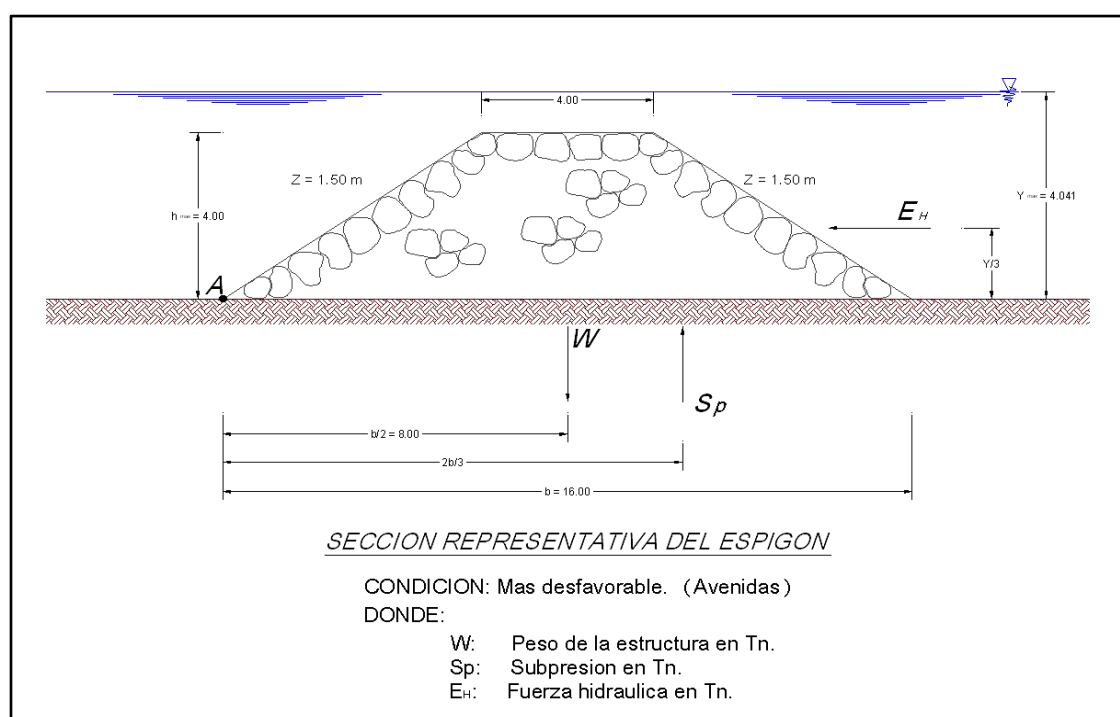 4.00
Z = 1.50 m
Z = 1.50 m
h max = 4.00
Y max = 4.041
EH
Y/3
A
W
Sp
b/2 = 8.00
2b/3
b = 16.00
SECCION REPRESENTATIVA DEL ESPIGON
CONDICION: Mas desfavorable. (Avenidas)
DONDE:
W: Peso de la estructura en Tn.
Sp: Subpresion en Tn.
EH: Fuerza hidraulica en Tn.